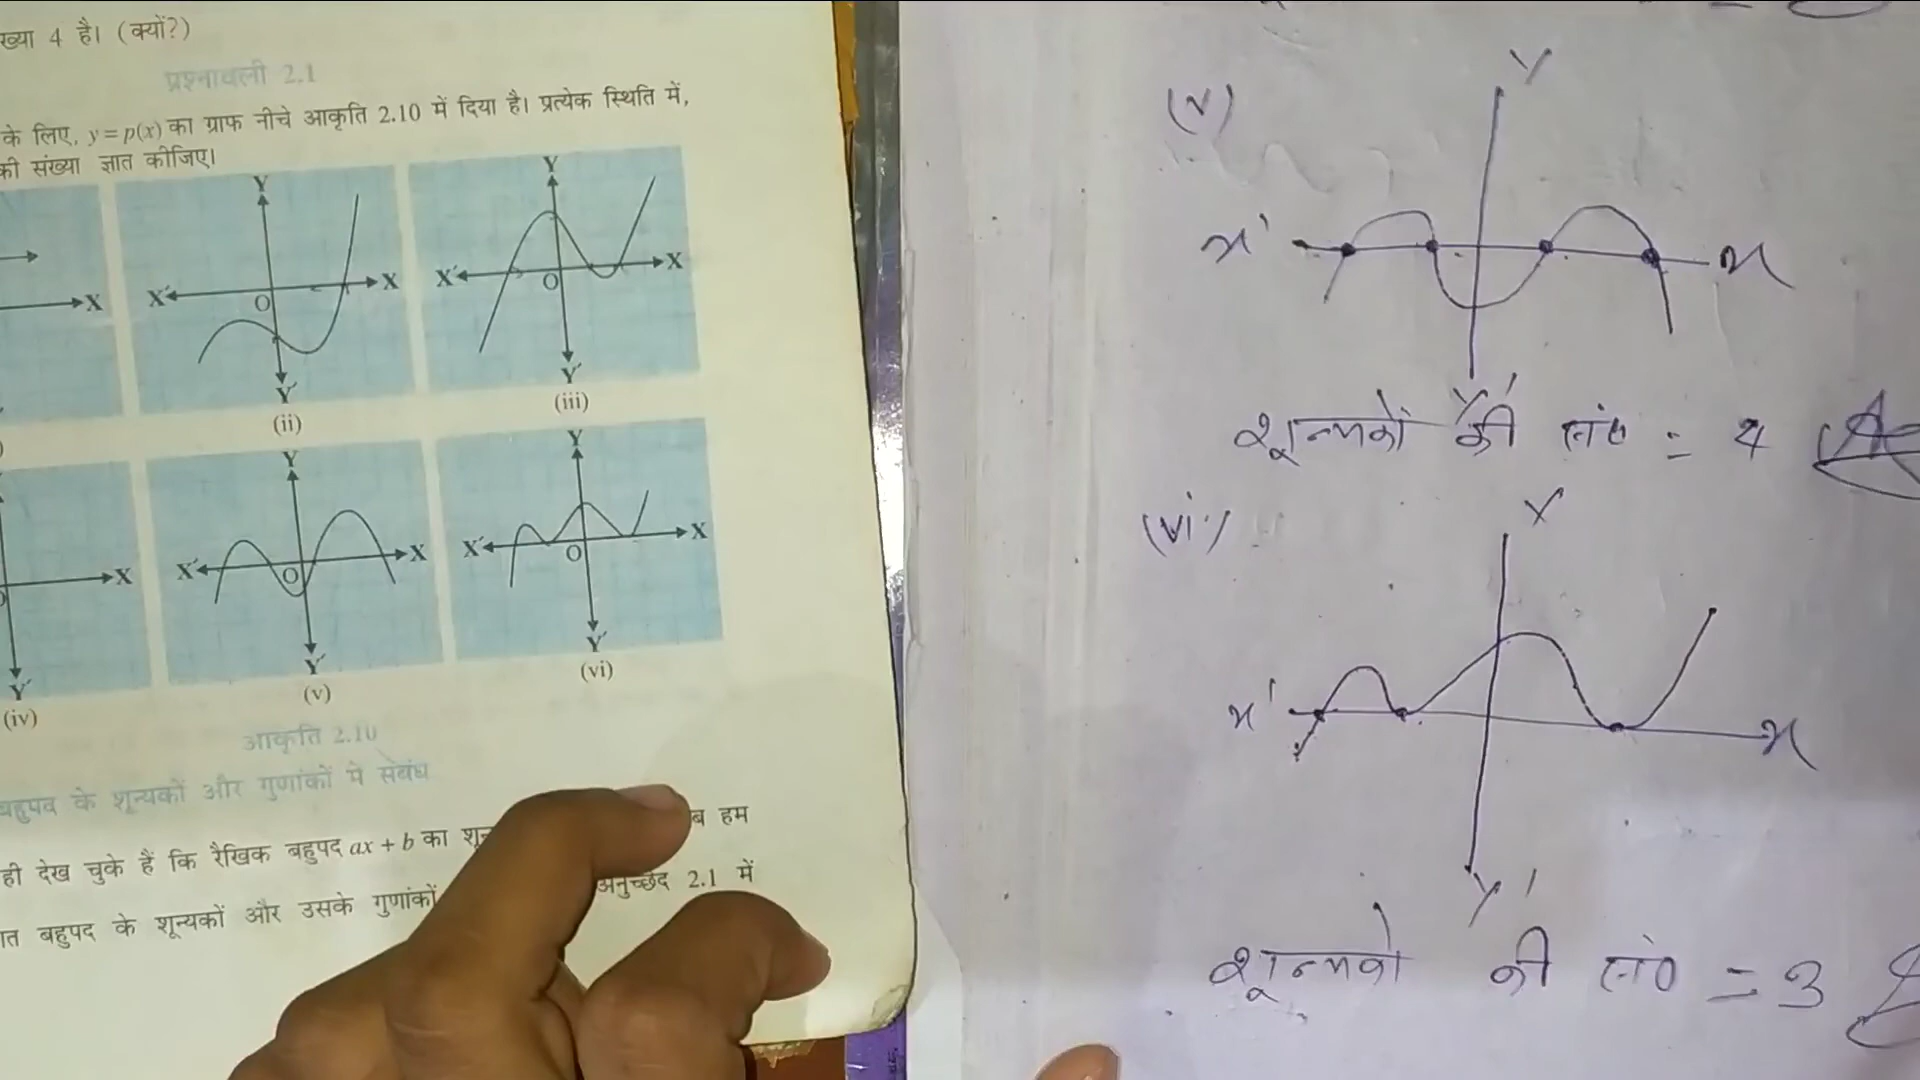 ख्या 4 है। (क्यों?)
प्रश्नावली 2.1
के लिए, y = p(x) का ग्राफ नीचे आकृति 2.10 में दिया है। प्रत्येक स्थिति में,
की संख्या ज्ञात कीजिए।
X
Y
X′
O
X
Y′
(ii)
Y
X′
O
X
Y′
(iii)
X
Y′
(iv)
Y
X′
O
X
Y′
(v)
Y
X′
O
X
Y′
(vi)
आकृति 2.10
बहुपद के शून्यकों और गुणांकों में संबंध
ही देख चुके हैं कि रैखिक बहुपद ax + b का शून ब हम
ात बहुपद के शून्यकों और उसके गुणांकों अनुच्छेद 2.1 में
(v)
Y
x'
x
Y'
शून्यकों की सं० = 4
(vi)
Y
x'
x
Y'
शून्यको की सं० = 3